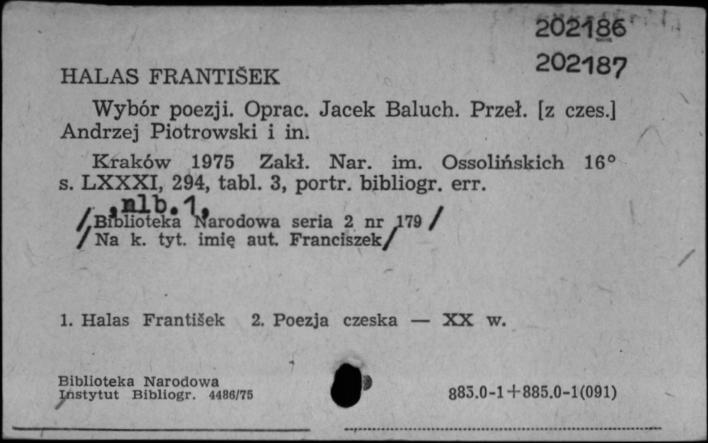 202186
202187
HALAS FRANTIŠEK
Wybór poezji. Oprac. Jacek Baluch. Przeł. [z czes.]
Andrzej Piotrowski i in.
Kraków 1975 Zakł. Nar. im. Ossolińskich 16°
s. LXXXI, 294, tabl. 3, portr. bibliogr. err.
,nlb.1,
/Biblioteka Narodowa seria 2 nr 179/
/Na k. tyt. imię aut. Franciszek/
1. Halas František 2. Poezja czeska — XX w.
Biblioteka Narodowa
Instytut Bibliogr. 4486/75
885.0-1+885.0-1(091)